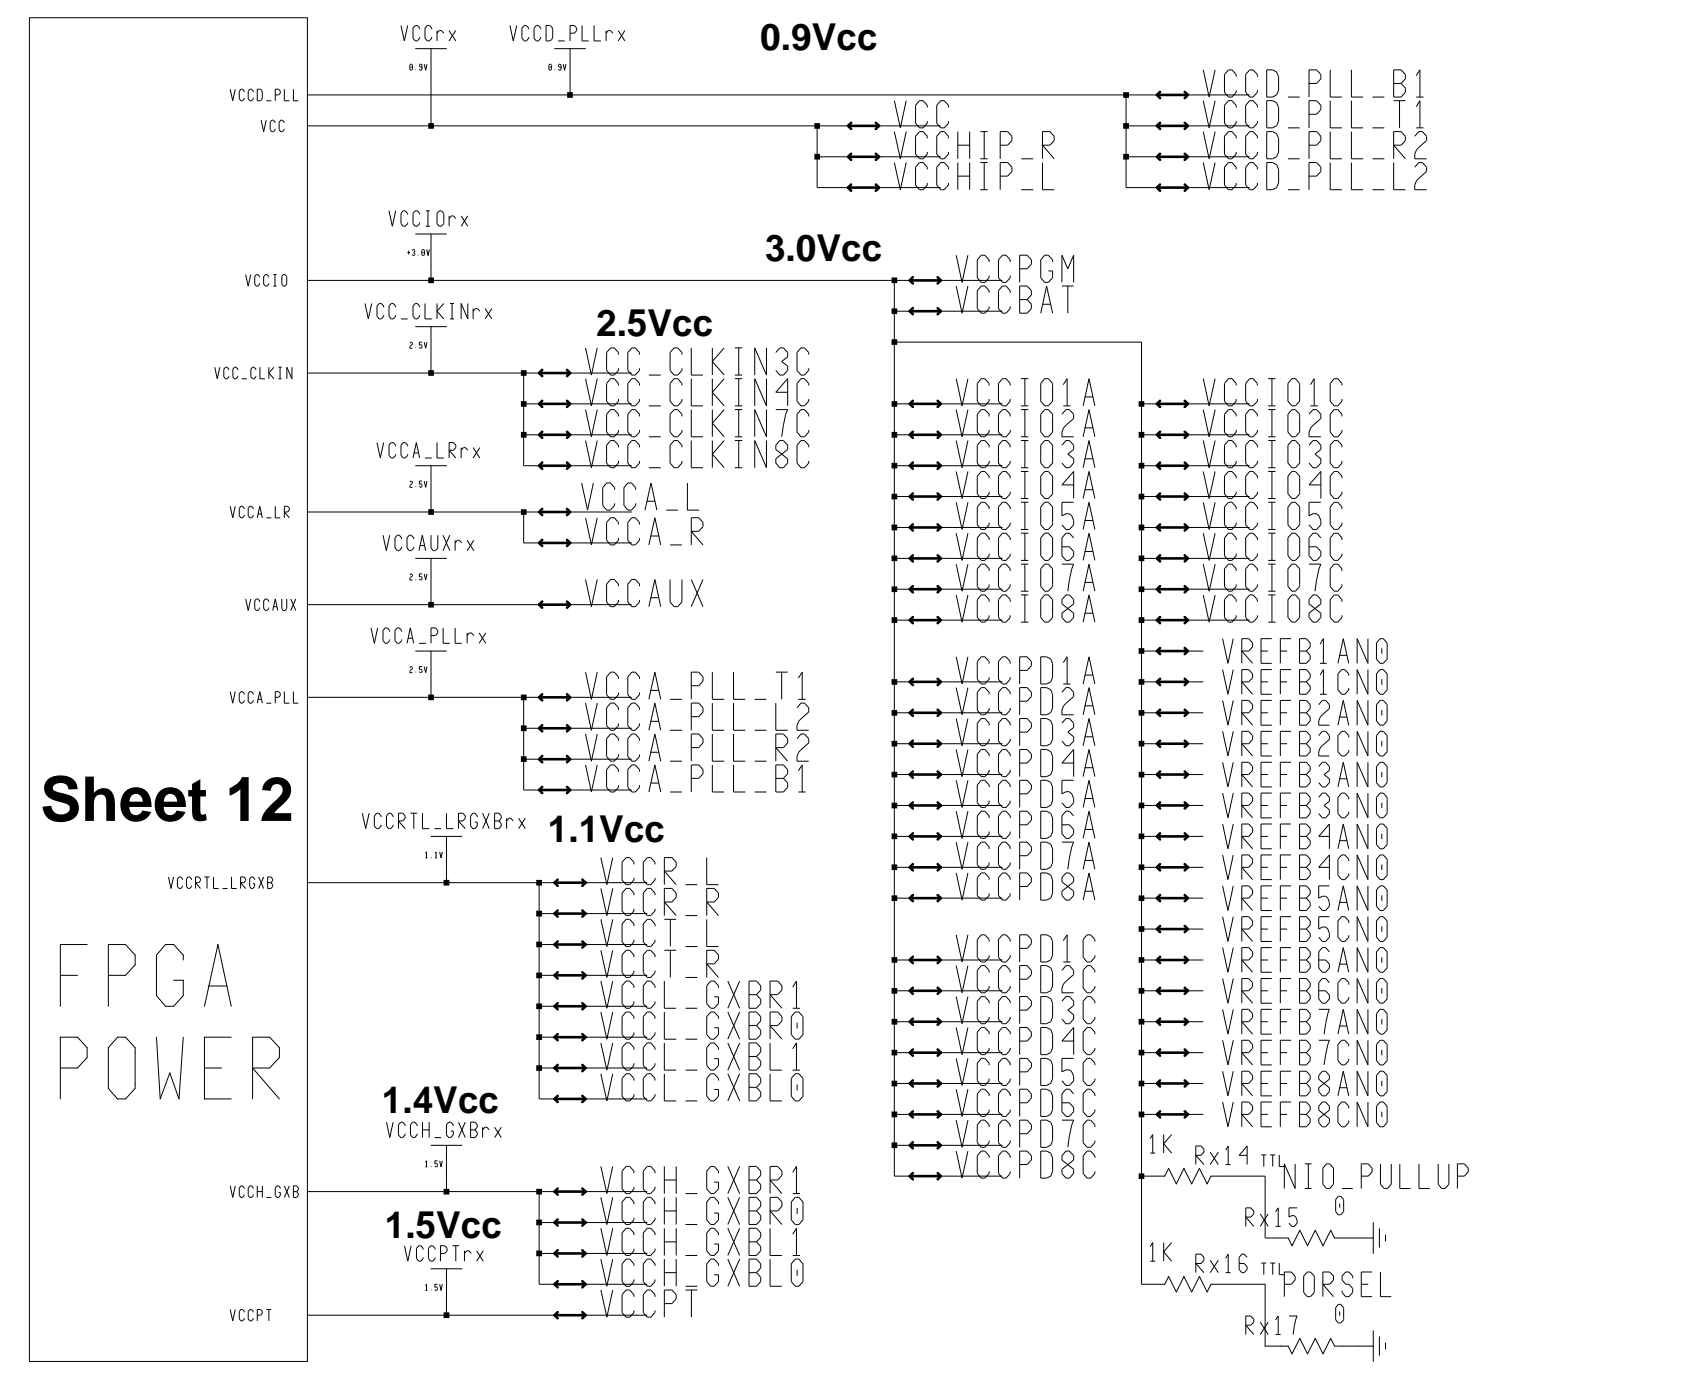 VCCrx
VCCD_PLLrx
0.9Vcc
0.9V
0.9V
VCCD_PLL
VCCD_PLL_B1
VCC
VCC
VCCD_PLL_T1
VCCHIP_R
VCCD_PLL_R2
VCCHIP_L
VCCD_PLL_L2
VCCIOrx
3.0Vcc
+3.0V
VCCIO
VCCPGM
VCCBAT
VCC_CLKINrx
2.5Vcc
2.5V
VCC_CLKIN
VCC_CLKIN3C
VCC_CLKIN4C
VCC_CLKIN7C
VCC_CLKIN8C
VCCA_LRrx
2.5V
VCCA_LR
VCCA_L
VCCA_R
VCCAUXrx
2.5V
VCCAUX
VCCAUX
VCCA_PLLrx
2.5V
VCCA_PLL
VCCA_PLL_T1
VCCA_PLL_L2
VCCA_PLL_R2
VCCA_PLL_B1
Sheet 12
FPGA
POWER
VCCRTL_LRGXBrx
1.1Vcc
1.1V
VCCRTL_LRGXB
VCCR_L
VCCR_R
VCCT_L
VCCT_R
VCCL_GXBR1
VCCL_GXBR0
VCCL_GXBL1
VCCL_GXBL0
1.4Vcc
VCCH_GXBrx
1.5V
VCCH_GXB
VCCH_GXBR1
VCCH_GXBR0
VCCH_GXBL1
VCCH_GXBL0
1.5Vcc
VCCPTrx
1.5V
VCCPT
VCCPT
VCCIO1A
VCCIO2A
VCCIO3A
VCCIO4A
VCCIO5A
VCCIO6A
VCCIO7A
VCCIO8A
VCCPD1A
VCCPD2A
VCCPD3A
VCCPD4A
VCCPD5A
VCCPD6A
VCCPD7A
VCCPD8A
VCCPD1C
VCCPD2C
VCCPD3C
VCCPD4C
VCCPD5C
VCCPD6C
VCCPD7C
VCCPD8C
VCCIO1C
VCCIO2C
VCCIO3C
VCCIO4C
VCCIO5C
VCCIO6C
VCCIO7C
VCCIO8C
VREFB1AN0
VREFB1CN0
VREFB2AN0
VREFB2CN0
VREFB3AN0
VREFB3CN0
VREFB4AN0
VREFB4CN0
VREFB5AN0
VREFB5CN0
VREFB6AN0
VREFB6CN0
VREFB7AN0
VREFB7CN0
VREFB8AN0
VREFB8CN0
1K
Rx14
TTL
NIO_PULLUP
0
Rx15
1K
Rx16
TTL
PORSEL
0
Rx17